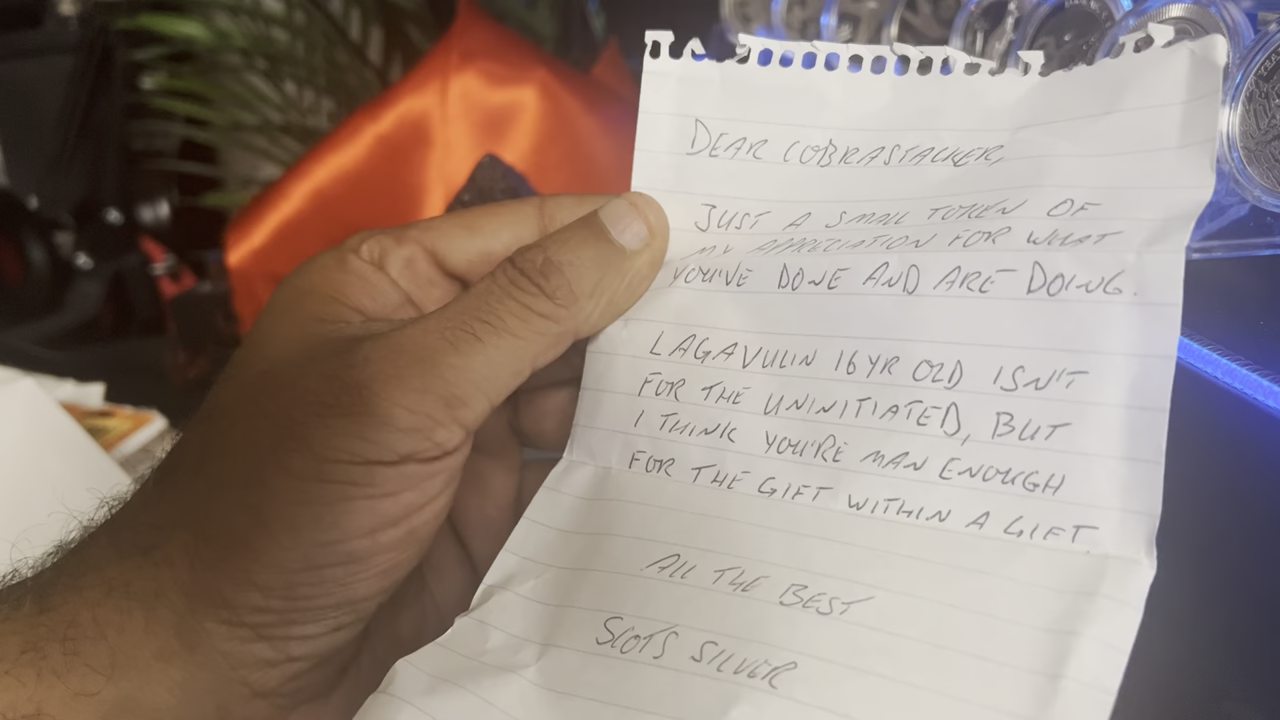 DEAR COBRASTACKER,
JUST A SMALL TOKEN OF
MY APPRECIATION FOR WHAT
YOU'VE DONE AND ARE DOING.
LAGAVULIN 16YR OLD ISN'T
FOR THE UNINITIATED, BUT
I THINK YOU'RE MAN ENOUGH
FOR THE GIFT WITHIN A GIFT.
ALL THE BEST
SCOTS SILVER